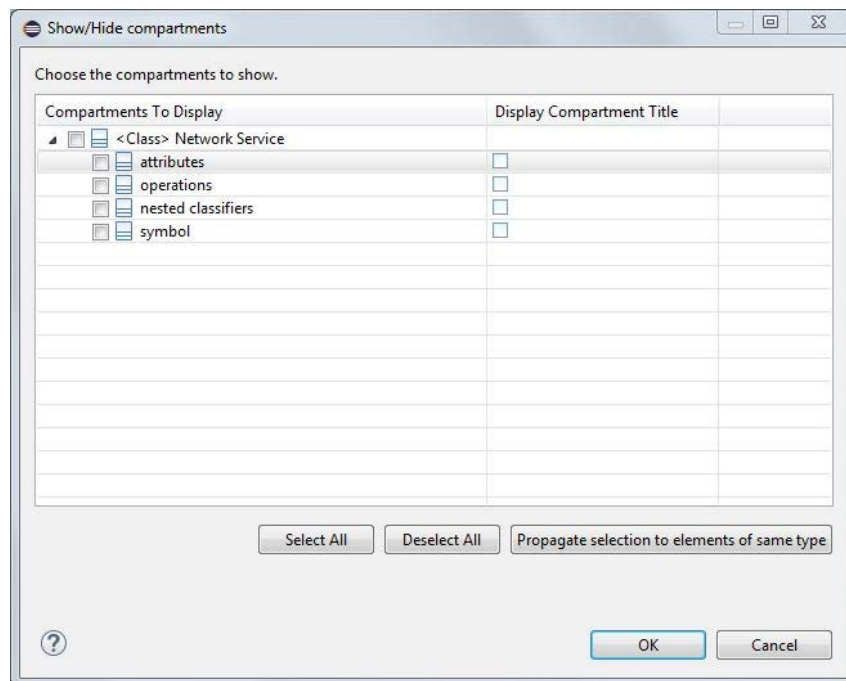 Show/Hide compartments
Choose the compartments to show.
Compartments To Display Display Compartment Title
<Class> Network Service
attributes
operations
nested classifiers
symbol
Select All Deselect All Propagate selection to elements of same type
? OK Cancel